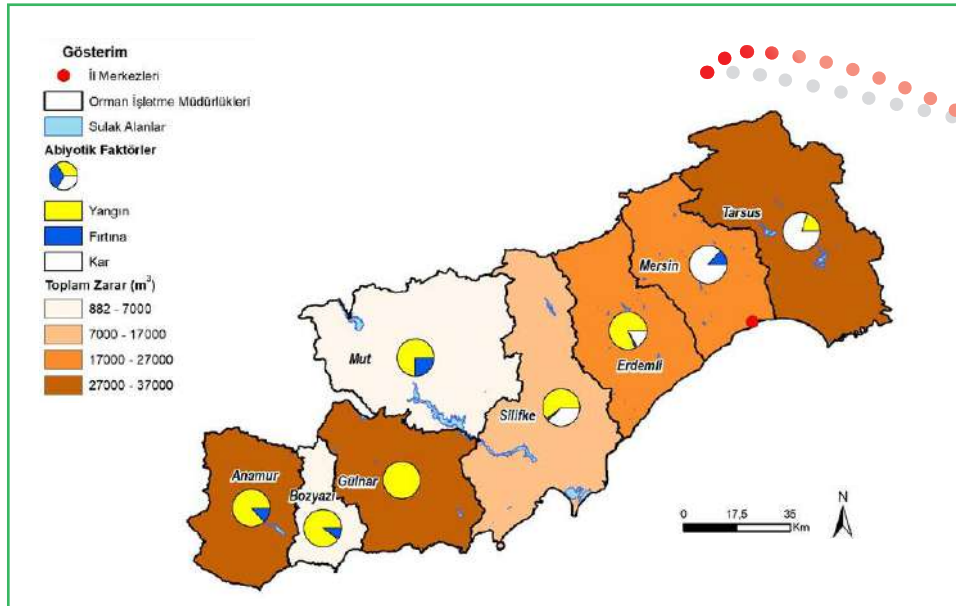 Gösterim
İl Merkezleri
Orman İşletme Müdürlükleri
Sulak Alanlar
Abiyotik Faktörler
Yangın
Fırtına
Kar
Toplam Zarar (m³)
882 - 7000
7000 - 17000
17000 - 27000
27000 - 37000
Tarsus
Mersin
Erdemli
Mut
Silifke
Anamur
Bozyazi
Gülnar
N
0 17,5 35
Km